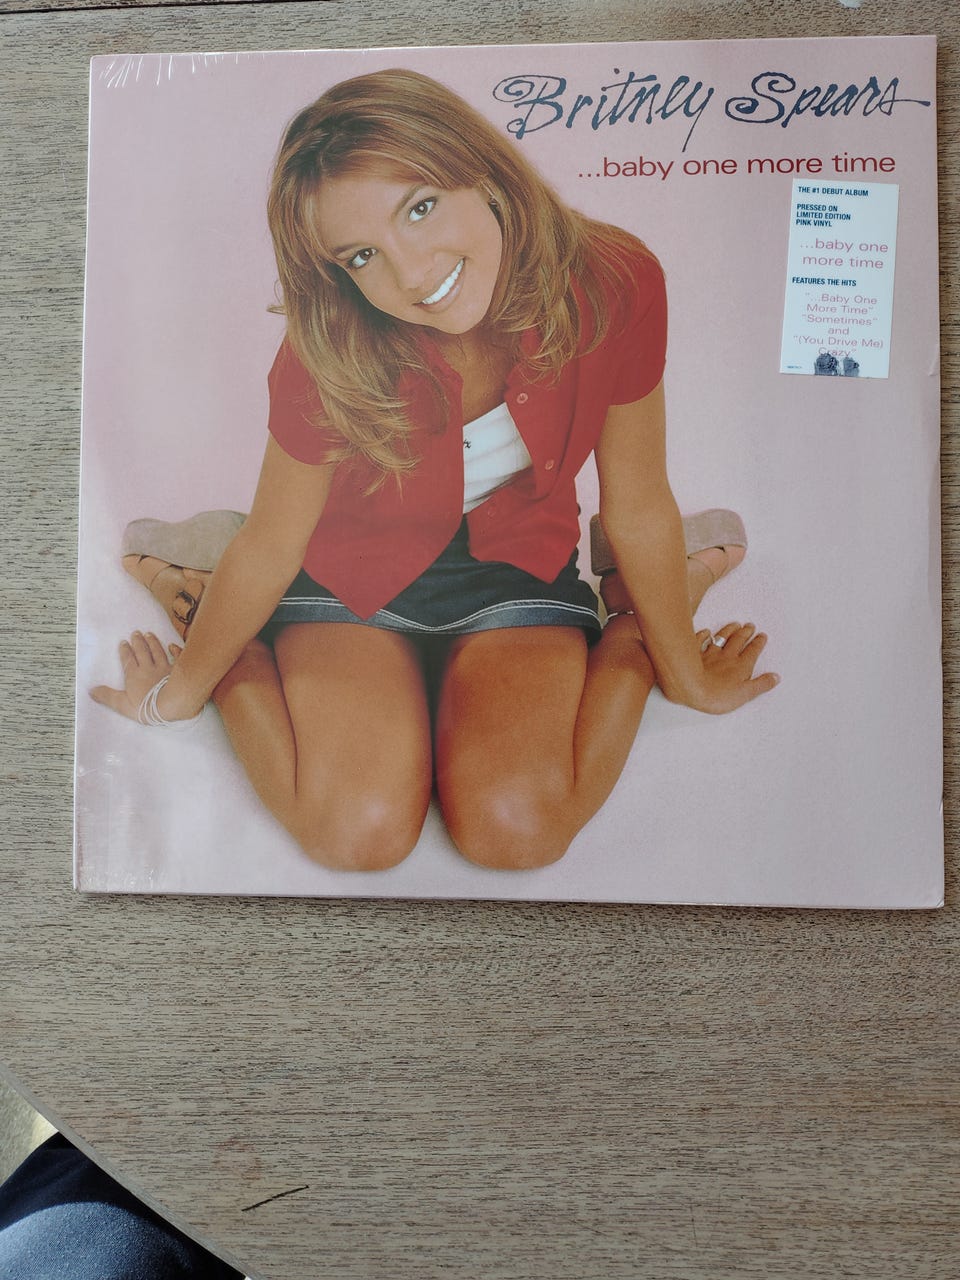 Britney Spears
...baby one more time
THE #1 DEBUT ALBUM
PRESSED ON
LIMITED EDITION
PINK VINYL
...baby one
more time
FEATURES THE HITS
"...Baby One
More Time"
"Sometimes"
and
"(You Drive Me)
Crazy"